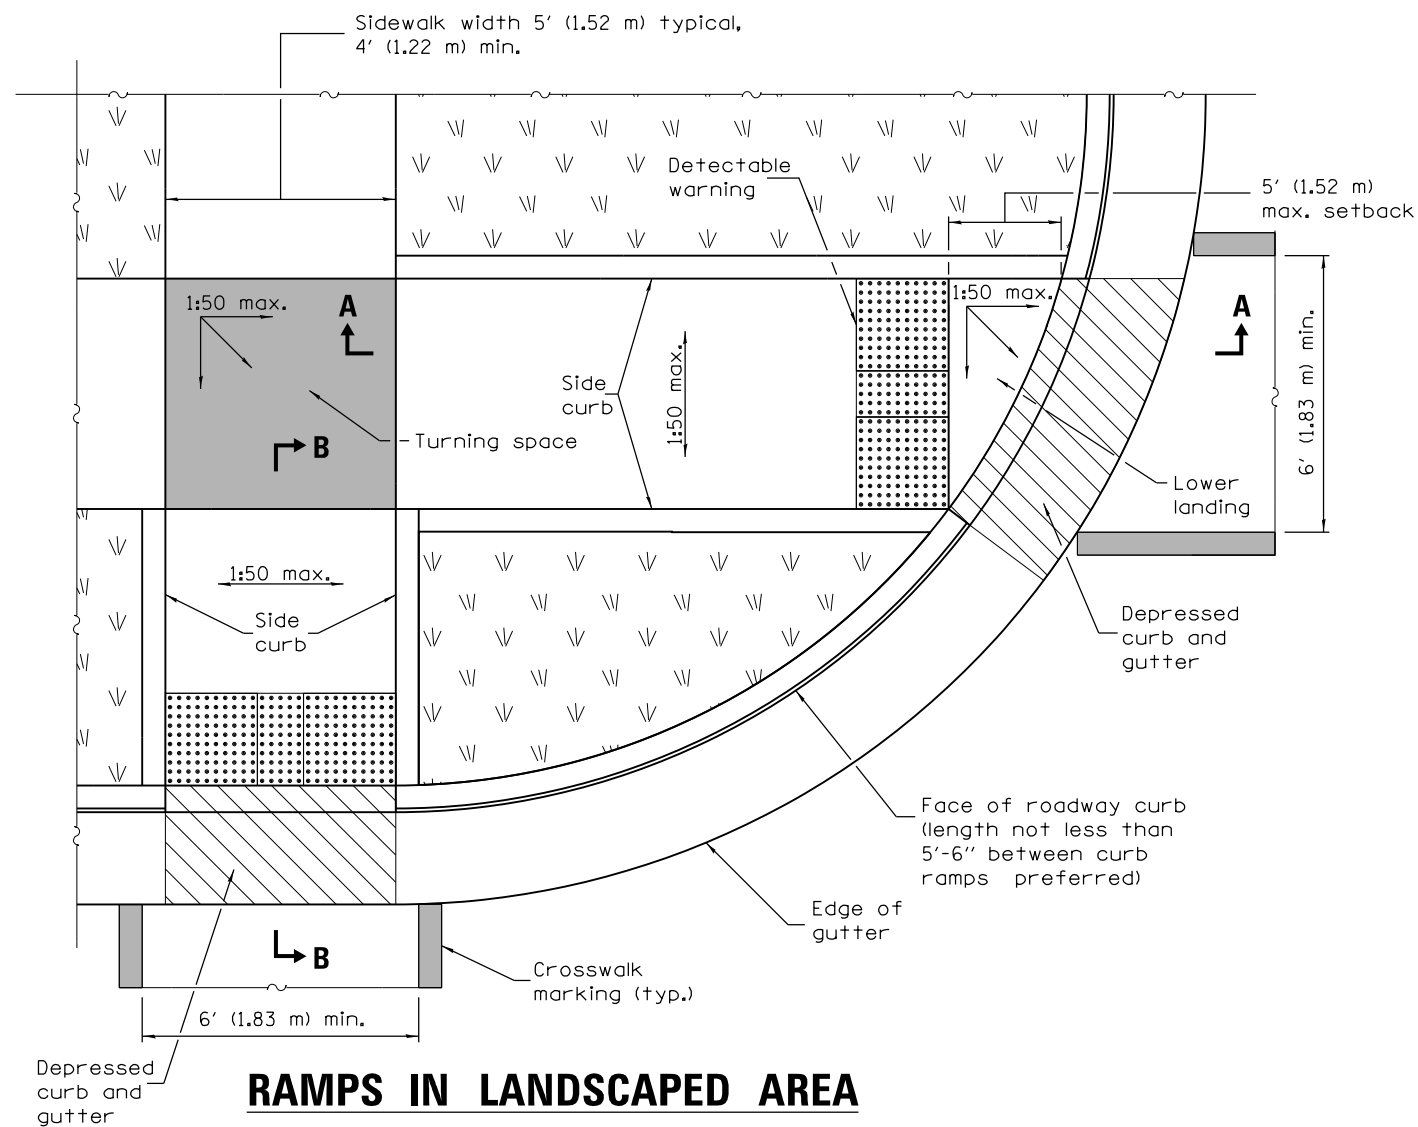 Sidewalk width 5' (1.52 m) typical,
4' (1.22 m) min.
Detectable
warning
5' (1.52 m)
max. setback
1:50 max.
A
1:50 max.
A
Side
curb
1:50 max.
6' (1.83 m) min.
Turning space
B
Lower
landing
1:50 max.
Side
curb
Depressed
curb and
gutter
Face of roadway curb
(length not less than
5'-6" between curb
ramps preferred)
Edge of
gutter
B
Crosswalk
marking (typ.)
6' (1.83 m) min.
Depressed
curb and
gutter
RAMPS IN LANDSCAPED AREA